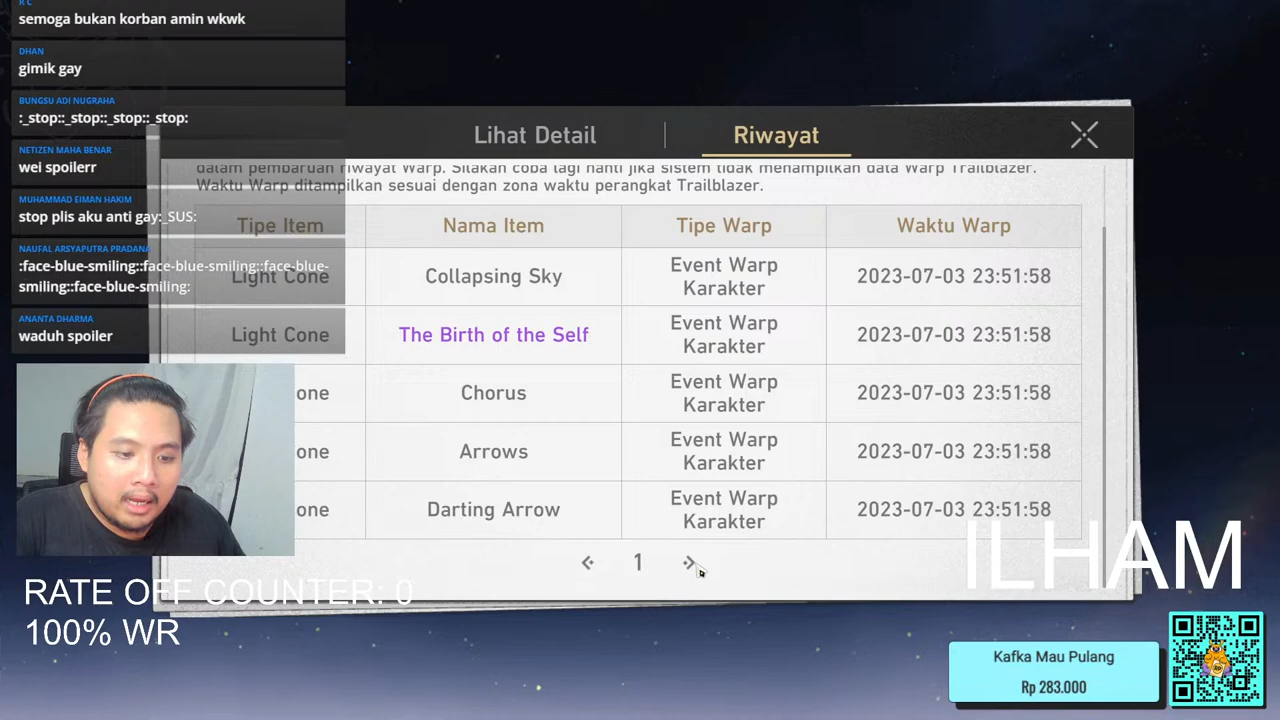 R C
semoga bukan korban amin wkwk
DHAN
gimik gay
BUNGSU ADI NUGRAHA
:_stop::_stop::_stop::_stop:
NETIZEN MAHA BENAR
wei spoilerr
MUHAMMAD EIMAN HAKIM
stop plis aku anti gay:_SUS:
NAUFAL ARSYAPUTRA PRADANA
:face-blue-smiling::face-blue-smiling::face-blue-
smiling::face-blue-smiling:
ANANTA DHARMA
waduh spoiler
Lihat Detail
Riwayat
dalam pembaruan riwayat Warp. Silakan coba lagi nanti jika sistem tidak menampilkan data Warp Trailblazer.
Waktu Warp ditampilkan sesuai dengan zona waktu perangkat Trailblazer.
Tipe Item Nama Item Tipe Warp Waktu Warp
Light Cone Collapsing Sky Event Warp Karakter 2023-07-03 23:51:58
Light Cone The Birth of the Self Event Warp Karakter 2023-07-03 23:51:58
one Chorus Event Warp Karakter 2023-07-03 23:51:58
one Arrows Event Warp Karakter 2023-07-03 23:51:58
one Darting Arrow Event Warp Karakter 2023-07-03 23:51:58
1
ILHAM
RATE OFF COUNTER: 0
100% WR
Kafka Mau Pulang
Rp 283.000